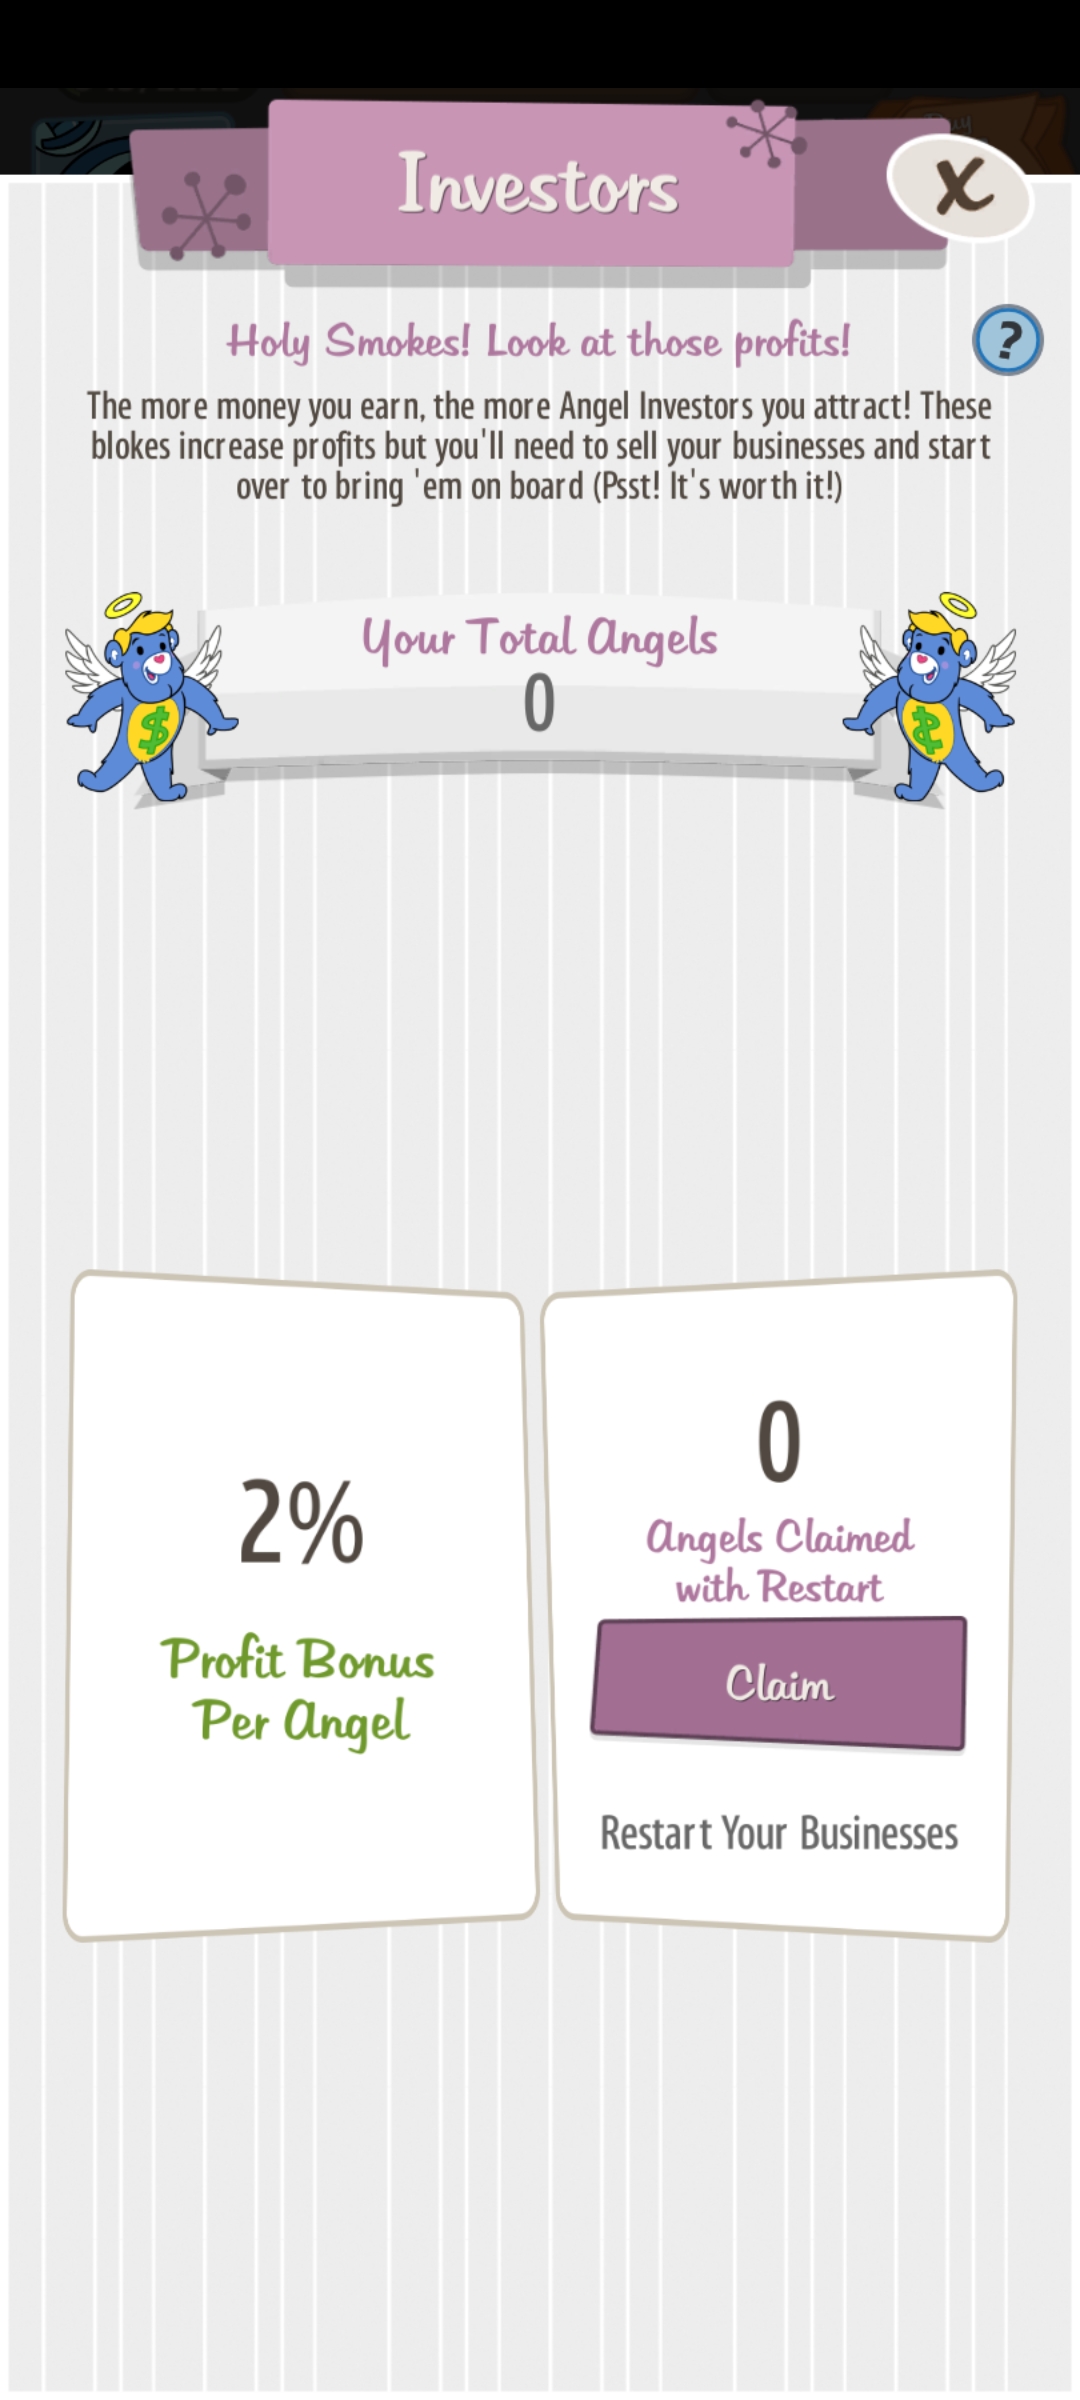 Investors
X
Holy Smokes! Look at those profits!
?
The more money you earn, the more Angel Investors you attract! These
blokes increase profits but you'll need to sell your businesses and start
over to bring 'em on board (Psst! It's worth it!)
Your Total Angels
0
$
$
2%
Profit Bonus
Per Angel
0
Angels Claimed
with Restart
Claim
Restart Your Businesses